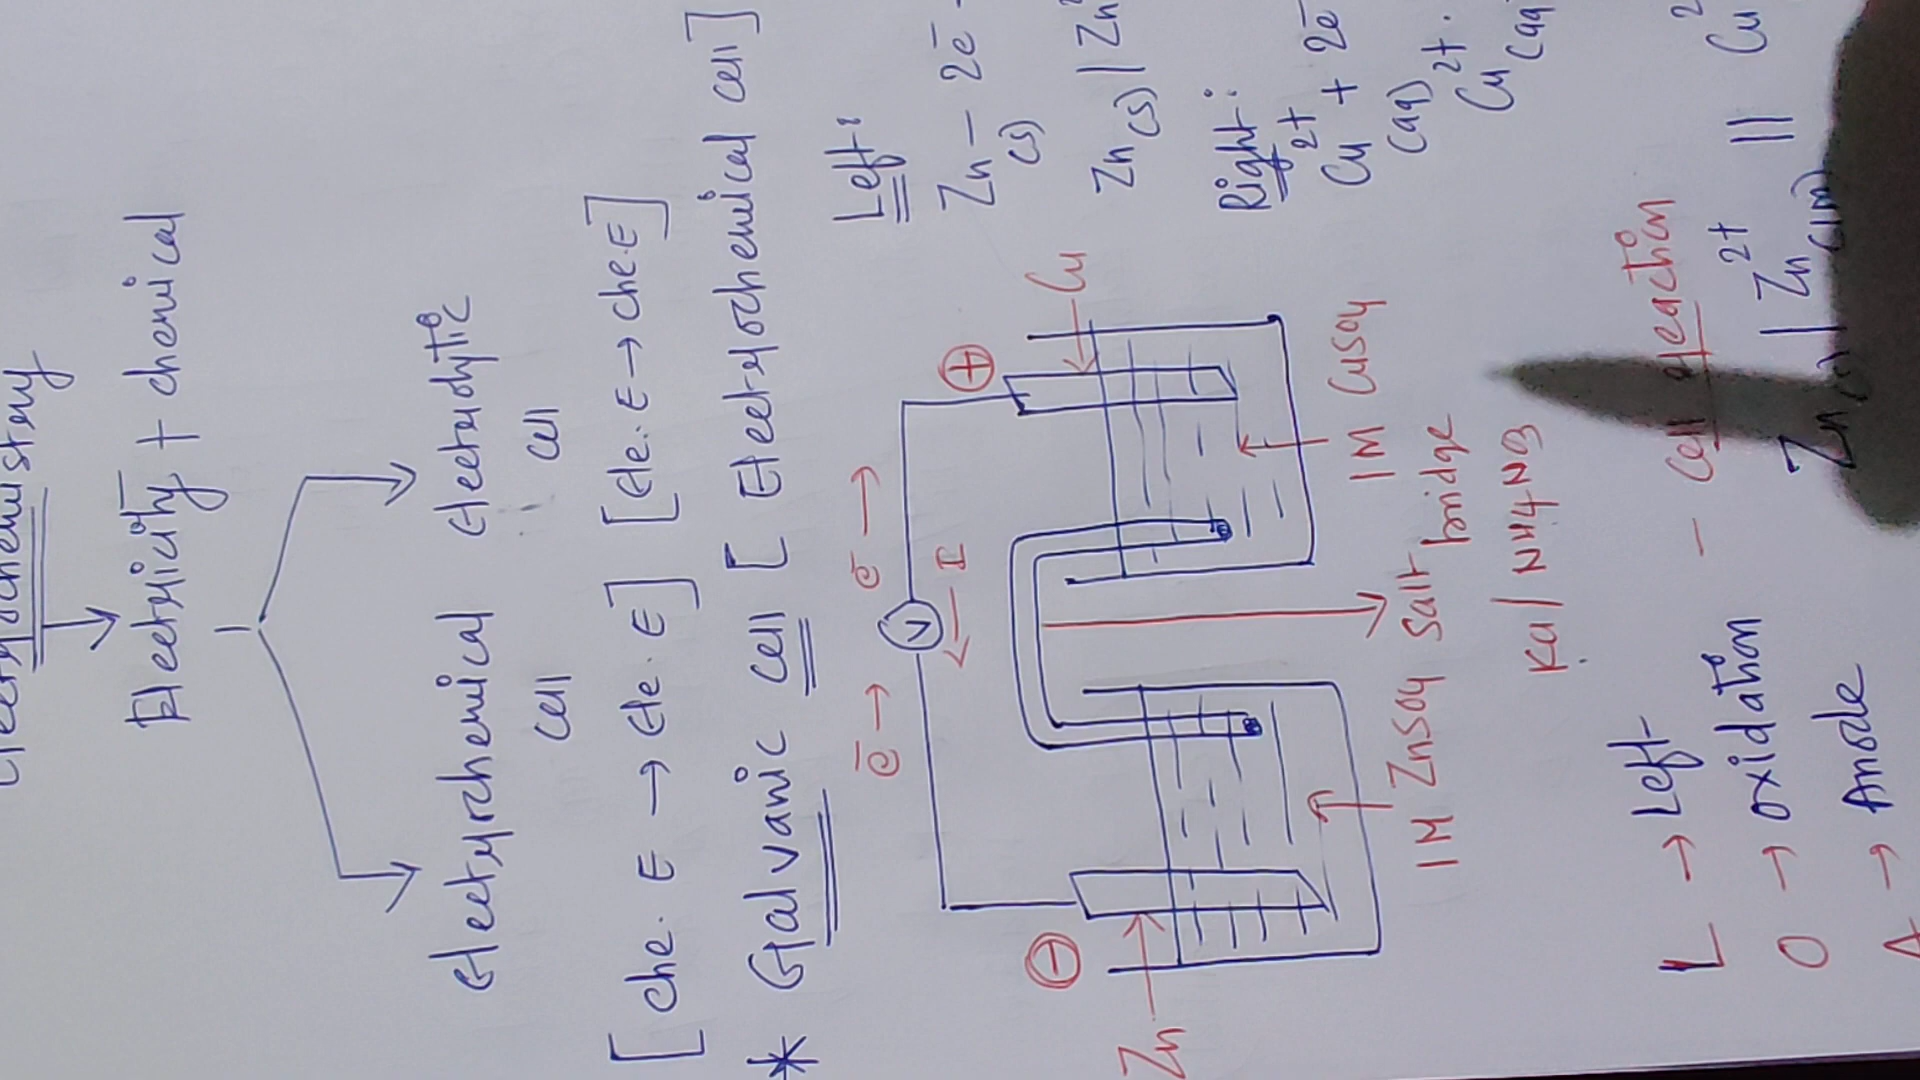 Electrochemistry
Electricity + chemical
Electrochemical cell
Electrolytic cell
[che. E → Ele. E] [Ele. E → che. E]
* Galvanic cell [Electrochemical cell]
e⁻ → e⁻ →
V
← I
⊖ ⊕
Zn
Cu
1M ZnSO4
1M CuSO4
Salt bridge
KCl / NH4NO3
Left:
Zn(s) - 2e⁻
Zn(s) | Zn
Right:
Cu²⁺(aq) + 2e⁻
Cu²⁺(aq)
L → Left
O → oxidation
A → Anode
- Cell reaction
| Zn²⁺(1M) || Cu²